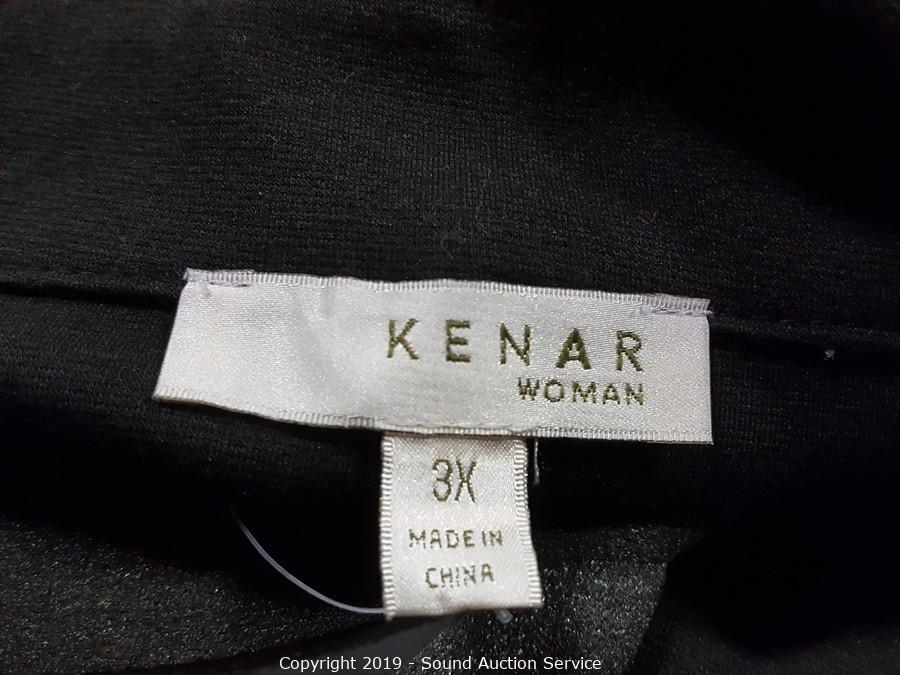 KENAR
WOMAN
3X
MADE IN
CHINA
Copyright 2019 - Sound Auction Service